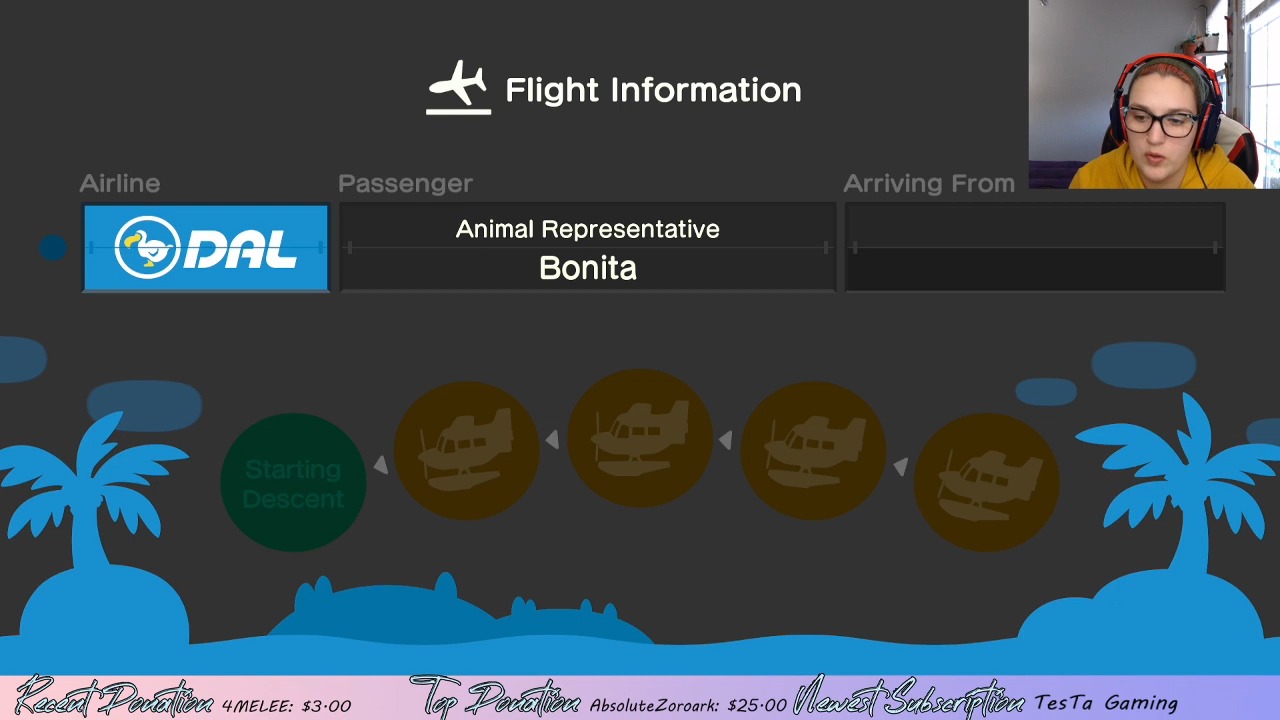 Flight Information
Airline
Passenger
Arriving From
DAL
Animal Representative
Bonita
Starting
Descent
Recent Donation 4MELEE: $3.00 Top Donation AbsoluteZoroark: $25.00 Newest Subscription TesTa Gaming